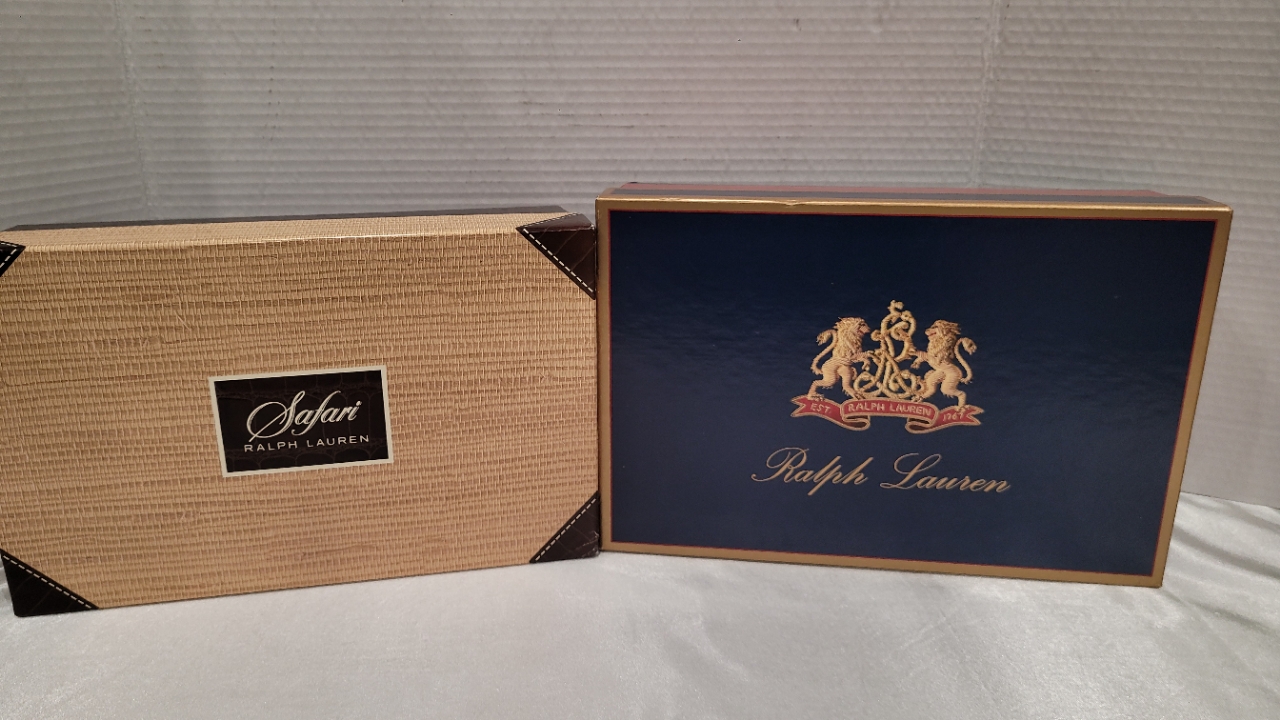 Safari
RALPH LAUREN
EST. RALPH LAUREN 1967
Ralph Lauren